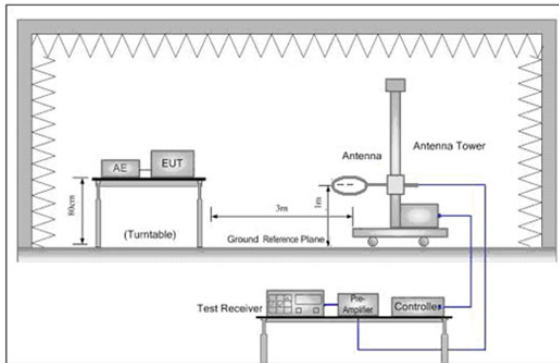 AE
EUT
80cm
(Turntable)
3m
1m
Antenna
Antenna Tower
Ground Reference Plane
Test Receiver
Pre-
Amplifier
Controller